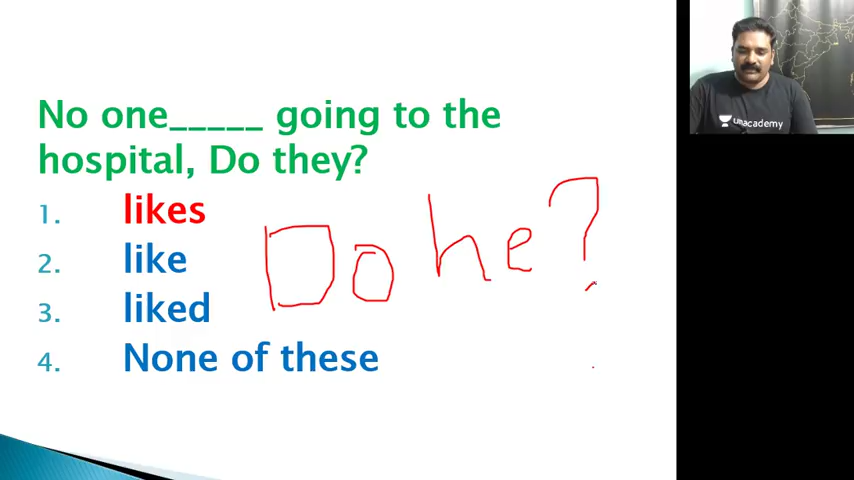 No one_____ going to the
hospital, Do they?
1. likes
2. like
3. liked
4. None of these
Do he?
unacademy